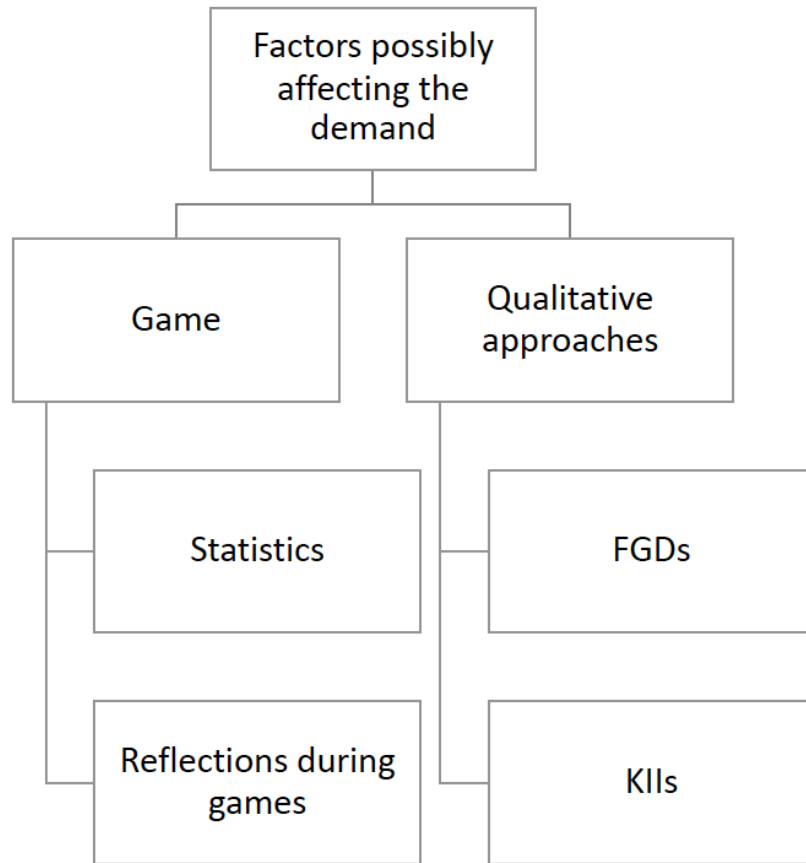 Factors possibly
affecting the
demand
Game
Qualitative
approaches
Statistics
FGDs
Reflections during
games
KIIs